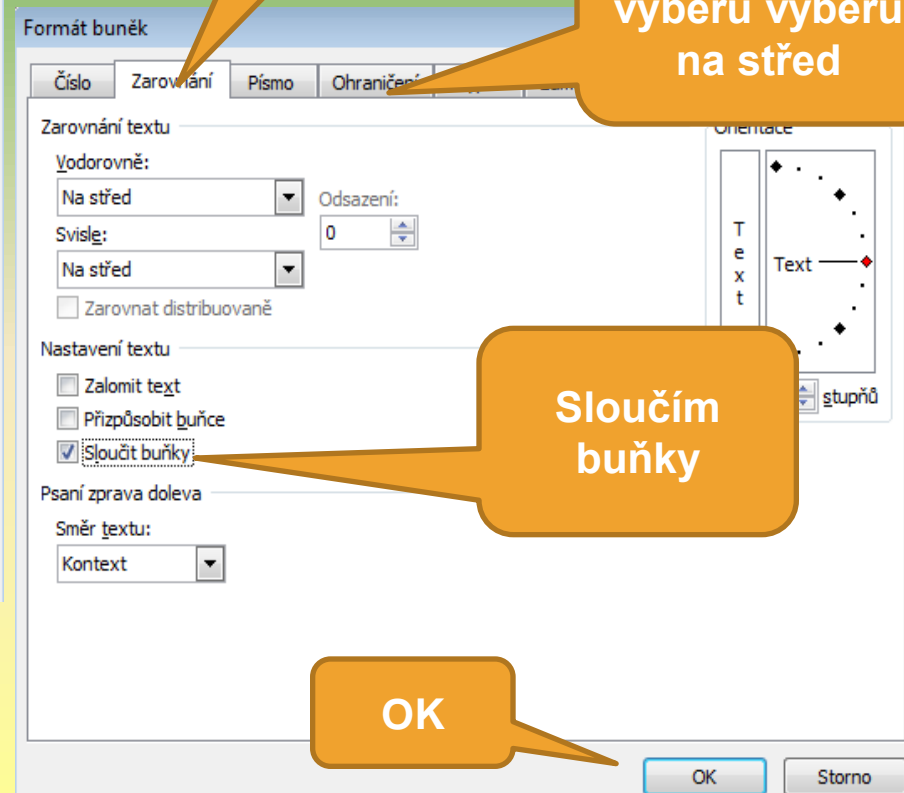 výběru výběru
na střed
Formát buněk
Číslo Zarovnání Písmo Ohraničení
Zarovnání textu
Orientace
Vodorovně:
Na střed
Odsazení:
Svisle:
0
Na střed
Zarovnat distribuovaně
Text
Text
Nastavení textu
Zalomit text
Přizpůsobit buňce
Sloučit buňky
stupňů
Sloučím
buňky
Psaní zprava doleva
Směr textu:
Kontext
OK
OK Storno